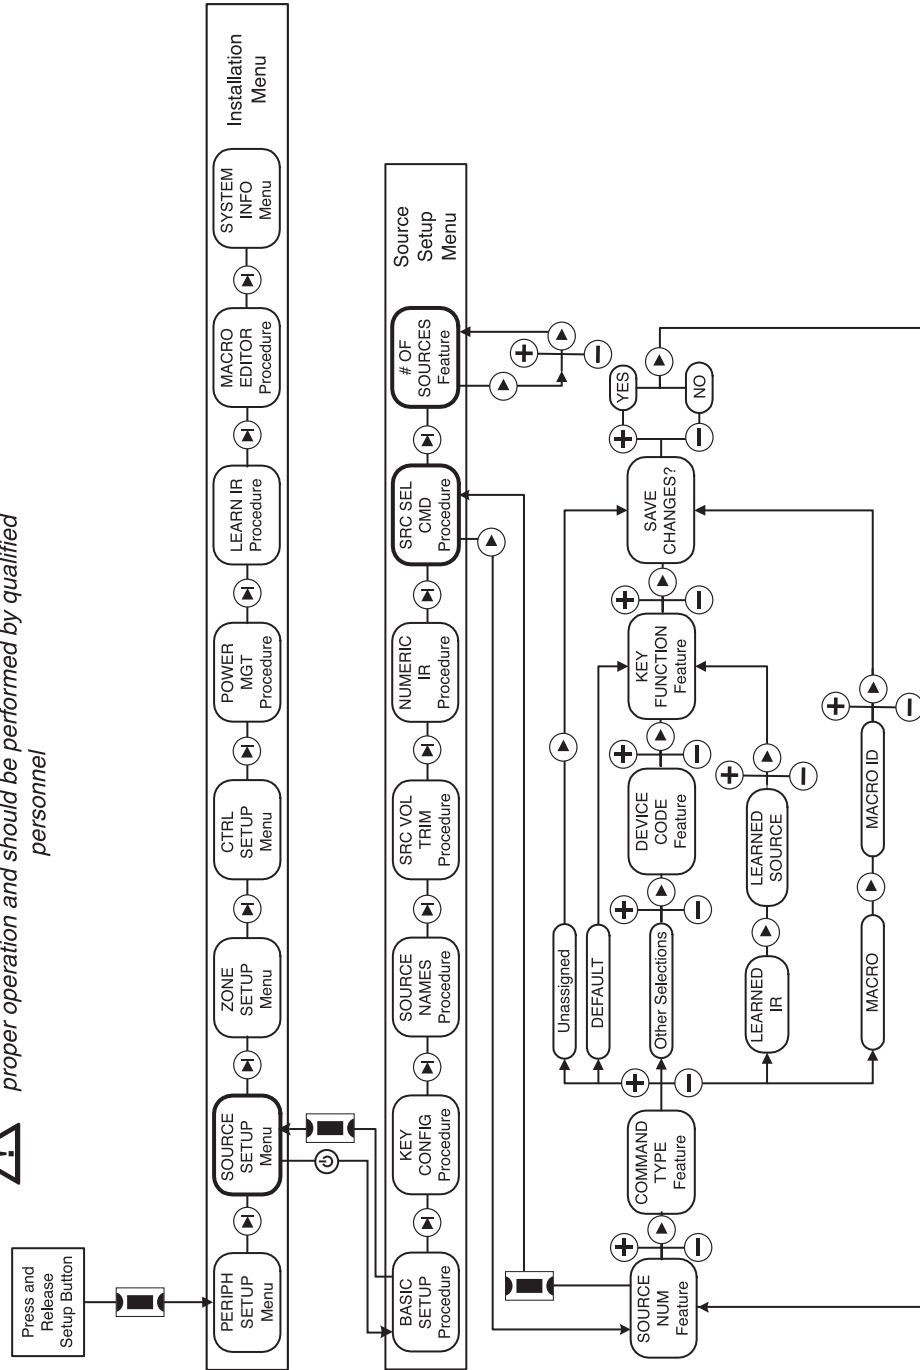 proper operation and should be performed by qualified
personnel
Press and
Release
Setup Button
PERIPH
SETUP
Menu
SOURCE
SETUP
Menu
ZONE
SETUP
Menu
CTRL
SETUP
Menu
POWER
MGT
Procedure
LEARN IR
Procedure
MACRO
EDITOR
Procedure
SYSTEM
INFO
Menu
Installation
Menu
BASIC
SETUP
Procedure
KEY
CONFIG
Procedure
SOURCE
NAMES
Procedure
SRC VOL
TRIM
Procedure
NUMERIC
IR
Procedure
SRC SEL
CMD
Procedure
# OF
SOURCES
Feature
Source
Setup
Menu
SOURCE
NUM
Feature
COMMAND
TYPE
Feature
Unassigned
DEFAULT
Other Selections
LEARNED
IR
MACRO
DEVICE
CODE
Feature
LEARNED
SOURCE
MACRO ID
KEY
FUNCTION
Feature
SAVE
CHANGES?
YES
NO